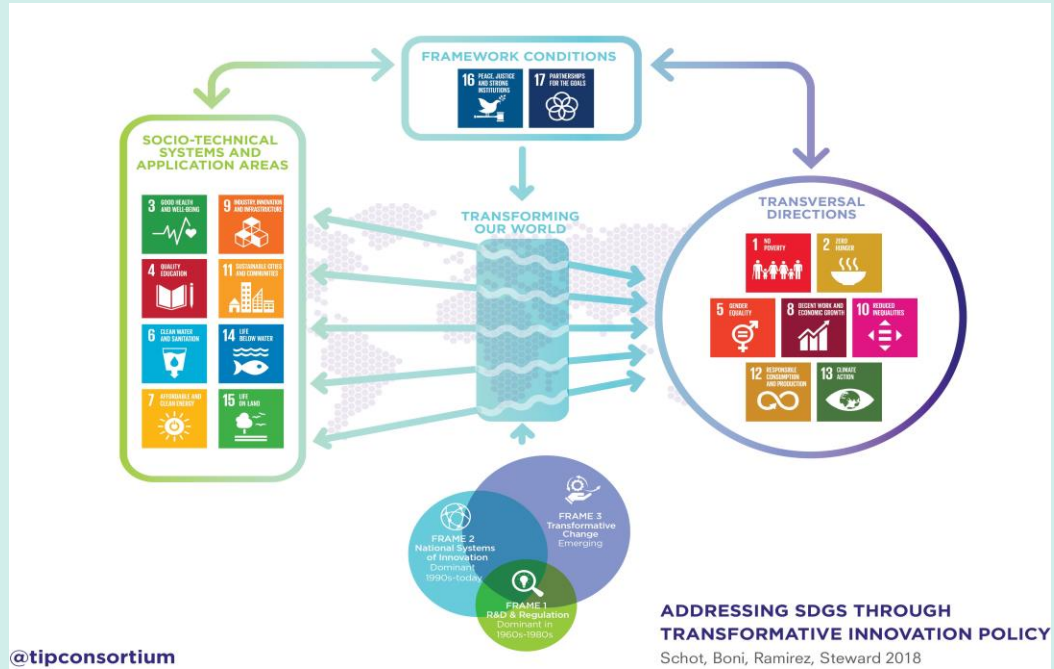 FRAMEWORK CONDITIONS
16 PEACE, JUSTICE
AND STRONG
INSTITUTIONS
17 PARTNERSHIPS
FOR THE GOALS
SOCIO-TECHNICAL
SYSTEMS AND
APPLICATION AREAS
3 GOOD HEALTH
AND WELL-BEING
9 INDUSTRY, INNOVATION
AND INFRASTRUCTURE
4 QUALITY
EDUCATION
11 SUSTAINABLE CITIES
AND COMMUNITIES
6 CLEAN WATER
AND SANITATION
14 LIFE
BELOW WATER
7 AFFORDABLE AND
CLEAN ENERGY
15 LIFE
ON LAND
TRANSFORMING
OUR WORLD
TRANSVERSAL
DIRECTIONS
1 NO
POVERTY
2 ZERO
HUNGER
5 GENDER
EQUALITY
8 DECENT WORK AND
ECONOMIC GROWTH
10 REDUCED
INEQUALITIES
12 RESPONSIBLE
CONSUMPTION
AND PRODUCTION
13 CLIMATE
ACTION
FRAME 3
Transformative
Change
Emerging
FRAME 2
National Systems
of Innovation
Dominant
1990s-today
FRAME 1
R&D & Regulation
Dominant in
1960s-1980s
ADDRESSING SDGS THROUGH
TRANSFORMATIVE INNOVATION POLICY
Schot, Boni, Ramirez, Steward 2018
@tipconsortium